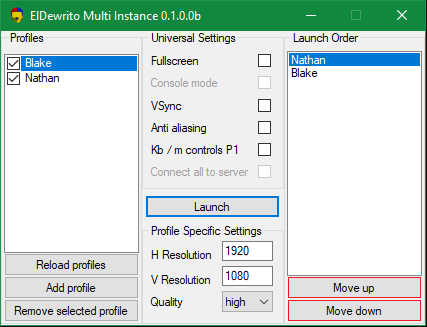 ElDewrito Multi Instance 0.1.0.0b
Profiles
Blake
Nathan
Reload profiles
Add profile
Remove selected profile
Universal Settings
Fullscreen
Console mode
VSync
Anti aliasing
Kb / m controls P1
Connect all to server
Launch
Profile Specific Settings
H Resolution 1920
V Resolution 1080
Quality high
Launch Order
Nathan
Blake
Move up
Move down